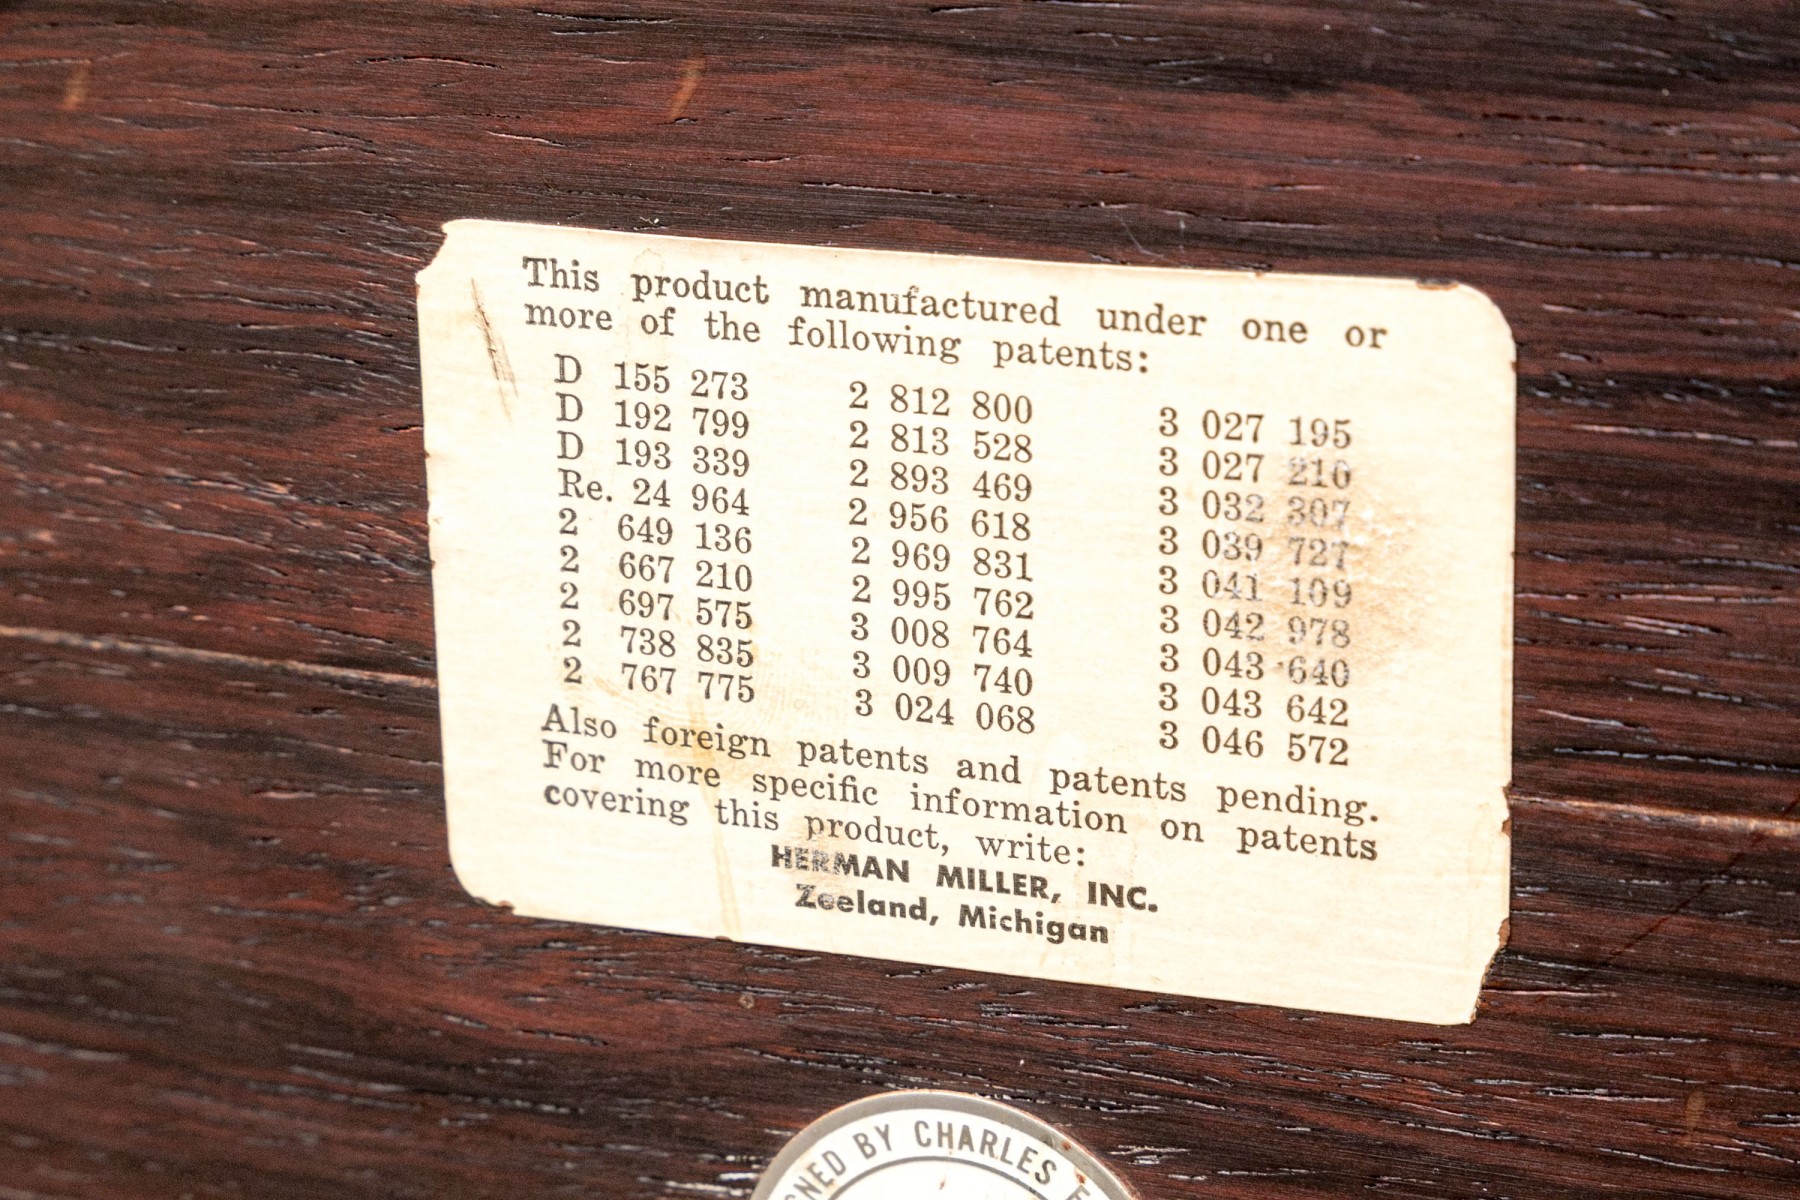 This product manufactured under one or
more of the following patents:
D 155 273 2 812 800 3 027 195
D 192 799 2 813 528 3 027 210
D 193 339 2 893 469 3 032 307
Re. 24 964 2 956 618 3 039 727
2 649 136 2 969 831 3 041 109
2 667 210 2 995 762 3 042 978
2 697 575 3 008 764 3 043 640
2 738 835 3 009 740 3 043 642
2 767 775 3 024 068 3 046 572
Also foreign patents and patents pending.
For more specific information on patents
covering this product, write:
HERMAN MILLER, INC.
Zeeland, Michigan
BY CHARLES